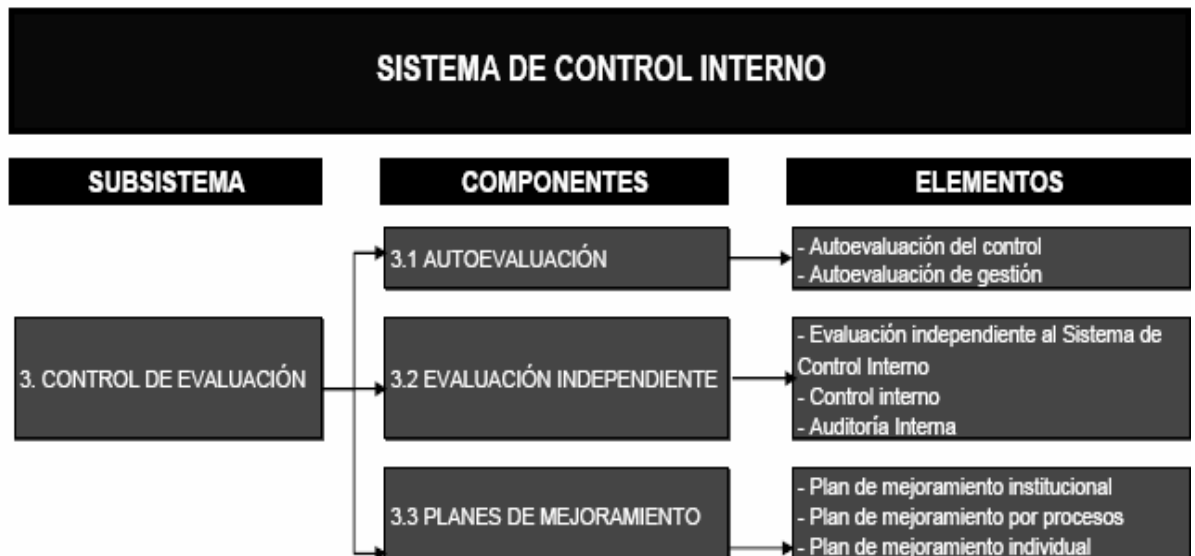 SISTEMA DE CONTROL INTERNO
SUBSISTEMA
COMPONENTES
ELEMENTOS
3. CONTROL DE EVALUACIÓN
3.1 AUTOEVALUACIÓN
- Autoevaluación del control
- Autoevaluación de gestión
3.2 EVALUACIÓN INDEPENDIENTE
- Evaluación independiente al Sistema de
Control Interno
- Control interno
- Auditoría Interna
3.3 PLANES DE MEJORAMIENTO
- Plan de mejoramiento institucional
- Plan de mejoramiento por procesos
- Plan de mejoramiento individual